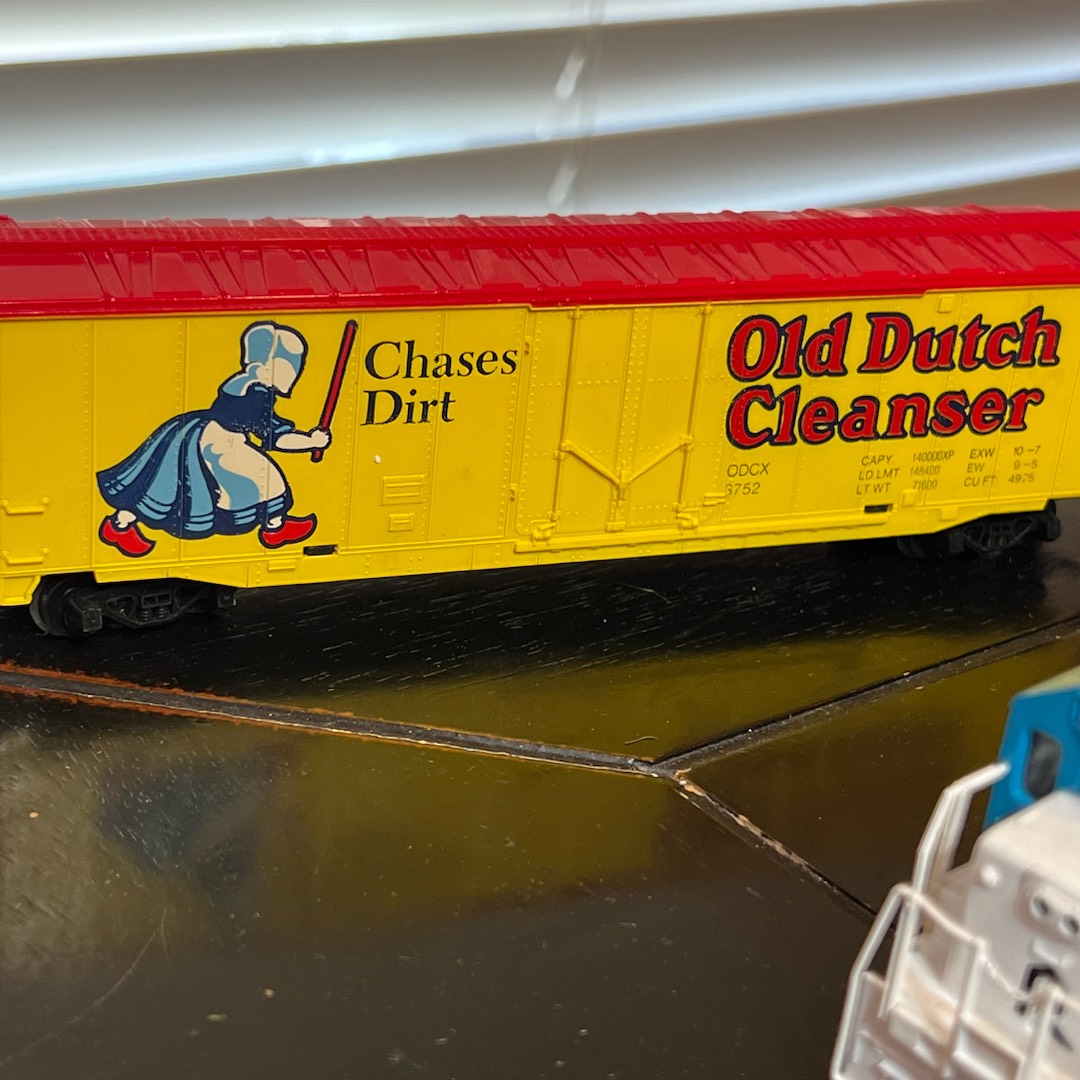 Chases
Dirt
Old Dutch
Cleanser
ODCX
CAPY. 140000XP EXW 10-7
LD.LMT 148400 EW 9-5
LT WT. 71600 CU FT. 4975